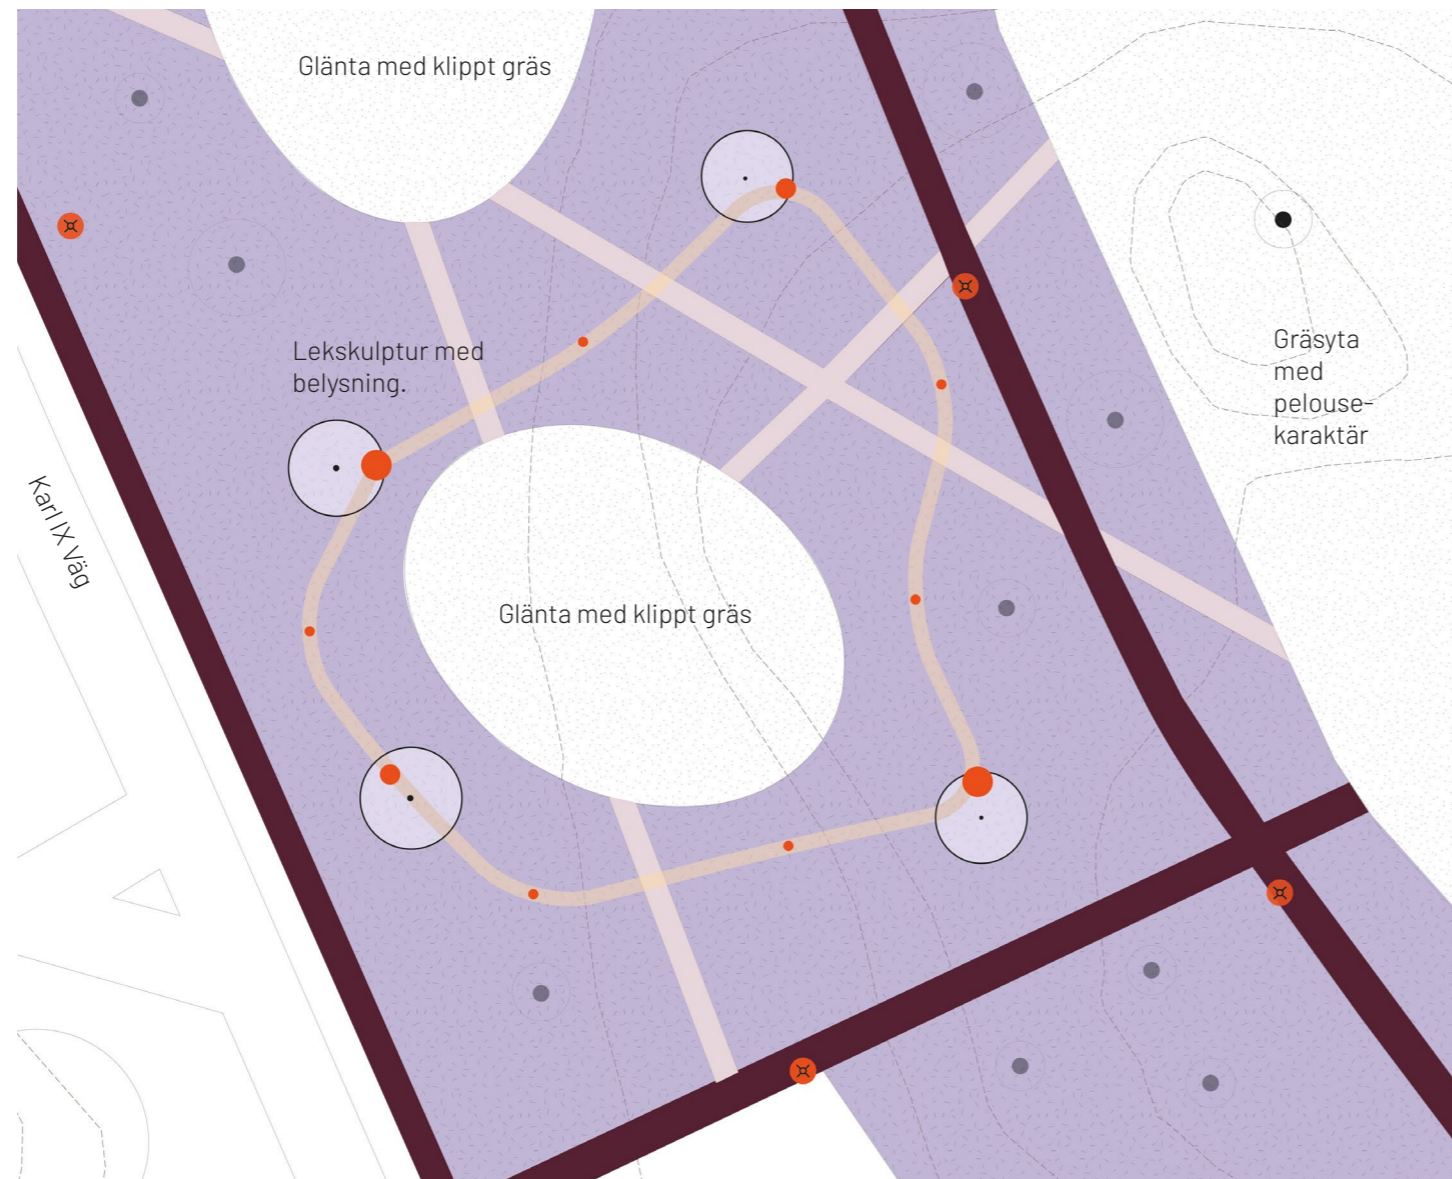 Glänta med klippt gräs
Lekskulptur med
belysning.
Gräsyta
med
pelouse-
karaktär
Karl IX Väg
Glänta med klippt gräs